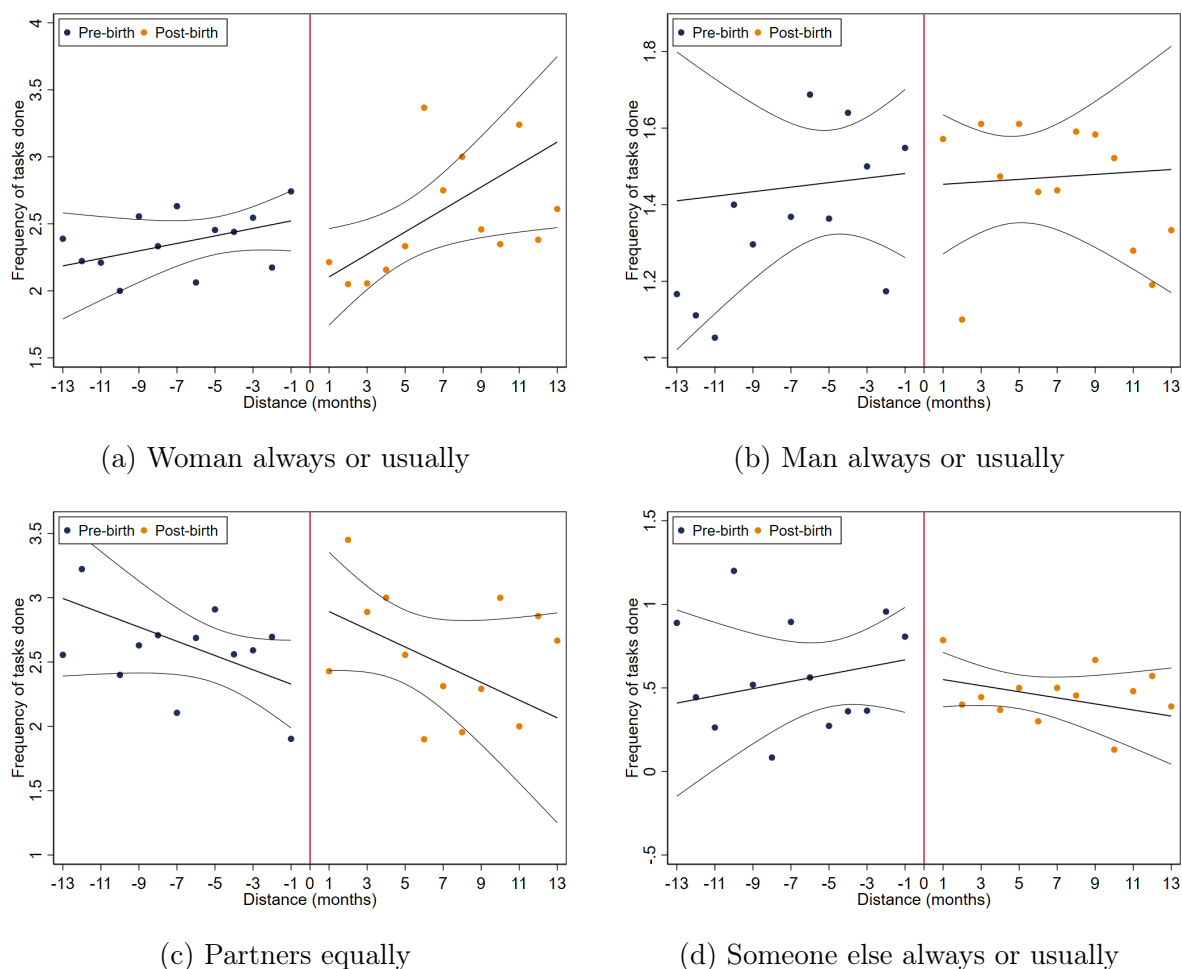 Pre-birth Post-birth
Frequency of tasks done
4
3.5
3
2.5
2
1.5
-13 -11 -9 -7 -5 -3 -1 0 1 3 5 7 9 11 13
Distance (months)
(a) Woman always or usually
Pre-birth Post-birth
Frequency of tasks done
1.8
1.6
1.4
1.2
1
-13 -11 -9 -7 -5 -3 -1 0 1 3 5 7 9 11 13
Distance (months)
(b) Man always or usually
Pre-birth Post-birth
Frequency of tasks done
3.5
3
2.5
2
1.5
1
-13 -11 -9 -7 -5 -3 -1 0 1 3 5 7 9 11 13
Distance (months)
(c) Partners equally
Pre-birth Post-birth
Frequency of tasks done
1.5
1
.5
0
-.5
-13 -11 -9 -7 -5 -3 -1 0 1 3 5 7 9 11 13
Distance (months)
(d) Someone else always or usually